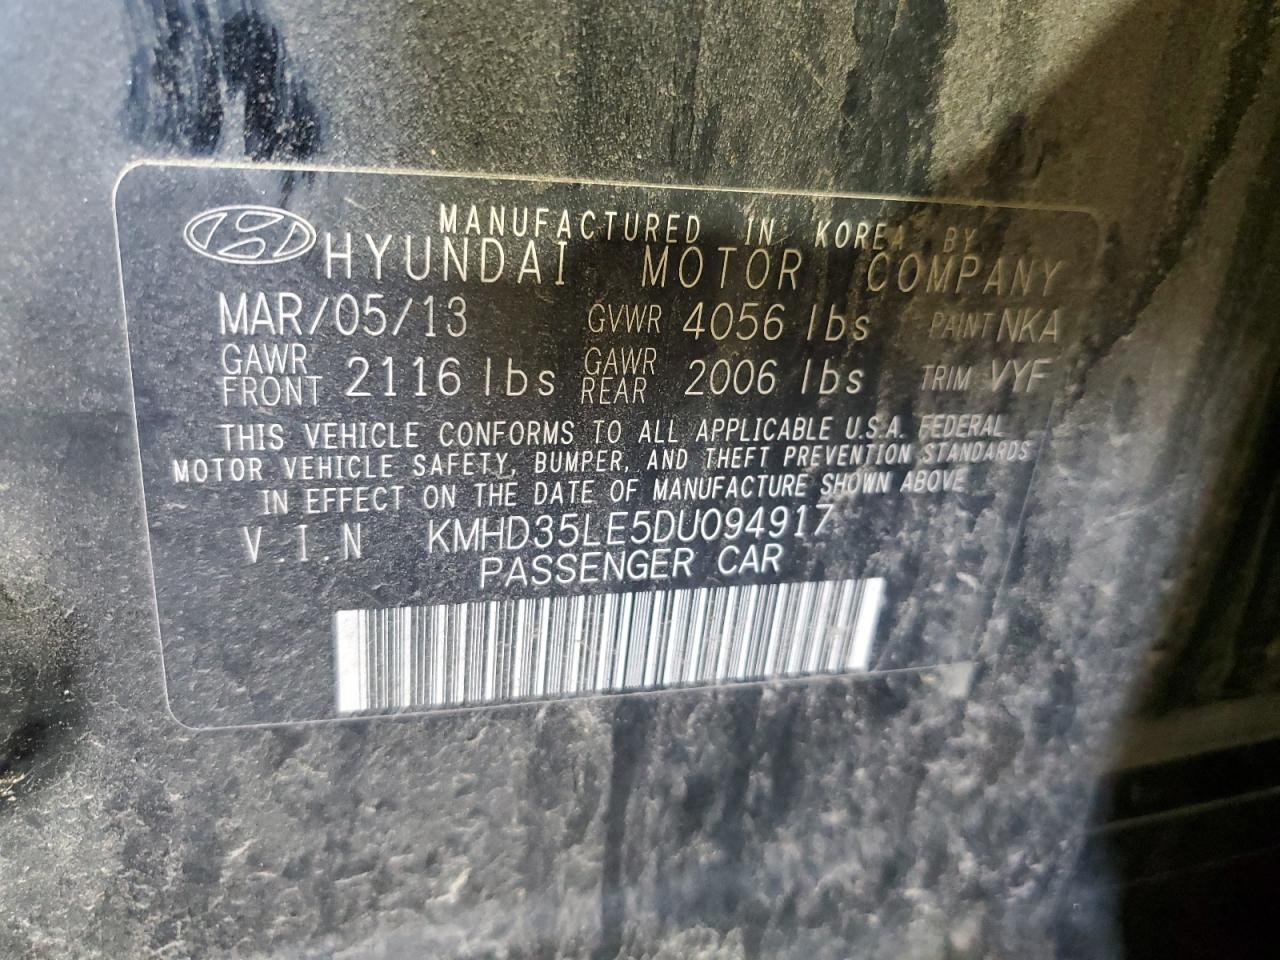 MANUFACTURED IN KOREA BY
HYUNDAI MOTOR COMPANY
MAR/05/13 GVWR 4056 lbs PAINT NKA
GAWR FRONT 2116 lbs GAWR REAR 2006 lbs TRIM VYF
THIS VEHICLE CONFORMS TO ALL APPLICABLE U.S.A. FEDERAL
MOTOR VEHICLE SAFETY, BUMPER, AND THEFT PREVENTION STANDARDS
IN EFFECT ON THE DATE OF MANUFACTURE SHOWN ABOVE
V.I.N KMHD35LE5DU094917
PASSENGER CAR